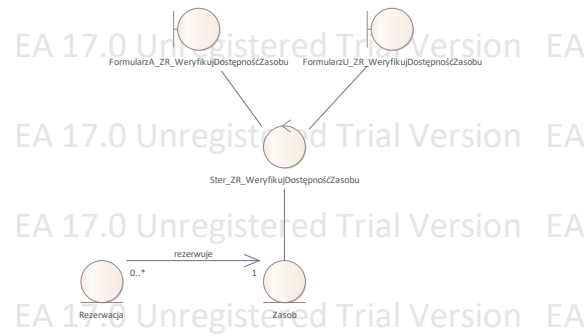 EA 17.0 Unregistered Trial Version EA
FormularzA_ZR_WeryfikujDostępnośćZasobu FormularzU_ZR_WeryfikujDostępnośćZasobu
EA 17.0 Unregistered Trial Version EA
Ster_ZR_WeryfikujDostępnośćZasobu
EA 17.0 Unregistered Trial Version EA
rezerwuje
0..* 1
EA 17.0 Unregistered Trial Version EA
Rezerwacja Zasob